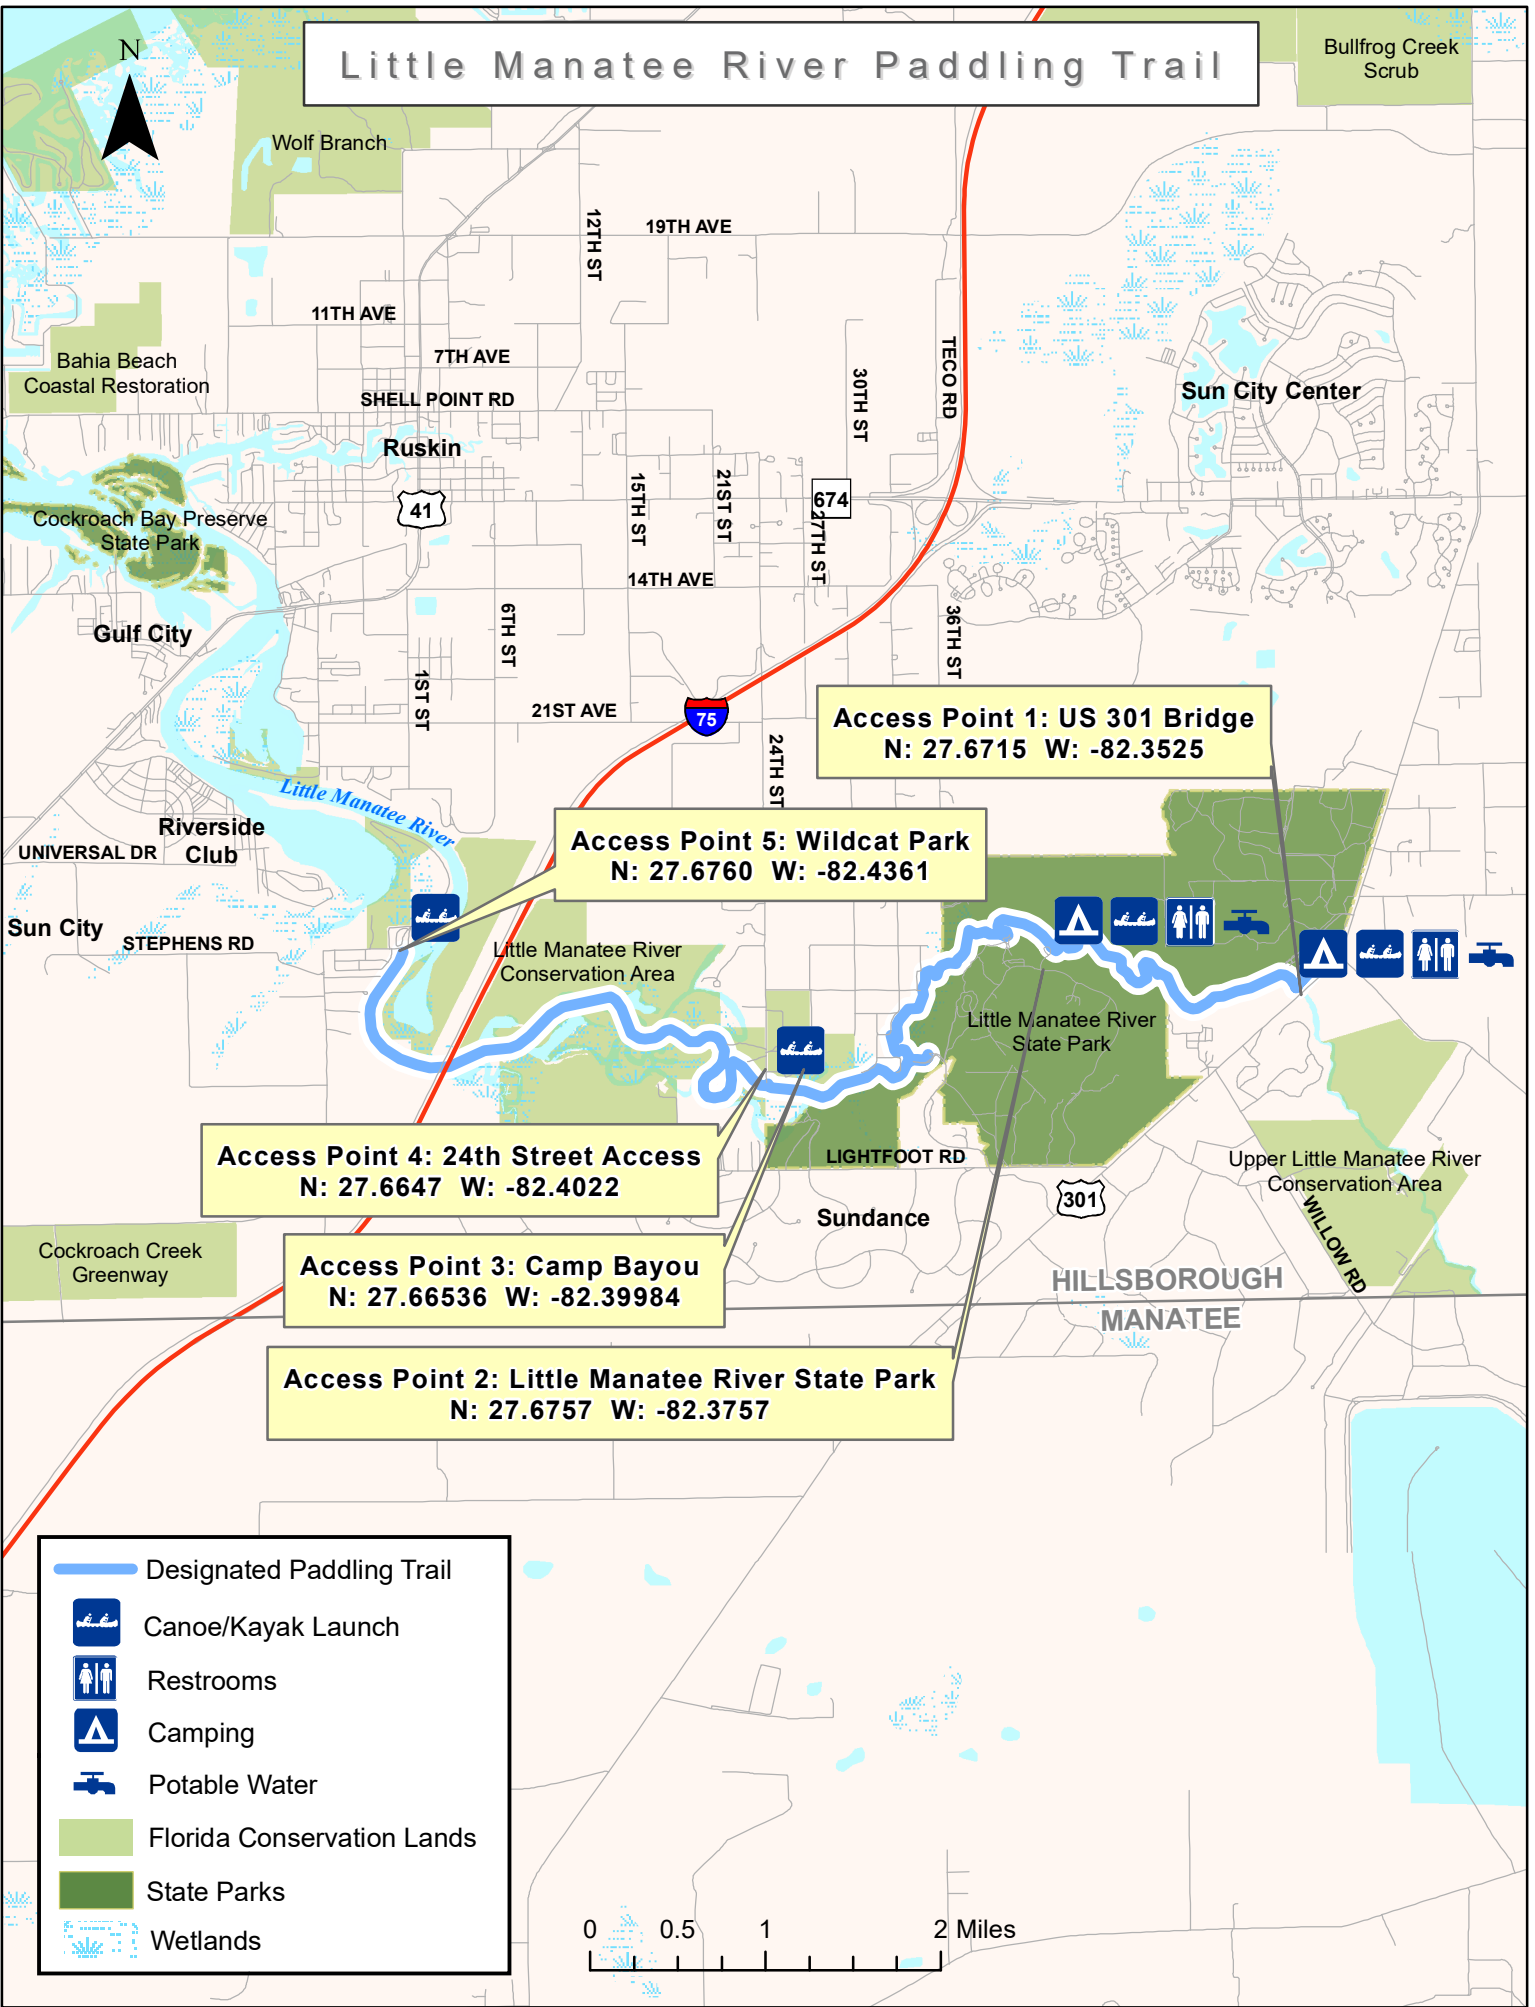 Little Manatee River Paddling Trail
N
Bullfrog Creek
Scrub
Wolf Branch
12TH ST
19TH AVE
11TH AVE
7TH AVE
Bahia Beach
Coastal Restoration
SHELL POINT RD
30TH ST
TECO RD
Sun City Center
Ruskin
41
15TH ST
21ST ST
674
27TH ST
Cockroach Bay Preserve
State Park
14TH AVE
Gulf City
6TH ST
36TH ST
1ST ST
21ST AVE
75
24TH ST
Access Point 1: US 301 Bridge
N: 27.6715 W: -82.3525
Little Manatee River
Riverside
Club
UNIVERSAL DR
Access Point 5: Wildcat Park
N: 27.6760 W: -82.4361
Sun City
STEPHENS RD
Little Manatee River
Conservation Area
Little Manatee River
State Park
Access Point 4: 24th Street Access
N: 27.6647 W: -82.4022
LIGHTFOOT RD
Upper Little Manatee River
Conservation Area
301
Sundance
WILLOW RD
Cockroach Creek
Greenway
Access Point 3: Camp Bayou
N: 27.66536 W: -82.39984
HILLSBOROUGH
MANATEE
Access Point 2: Little Manatee River State Park
N: 27.6757 W: -82.3757
Designated Paddling Trail
Canoe/Kayak Launch
Restrooms
Camping
Potable Water
Florida Conservation Lands
State Parks
Wetlands
0 0.5 1 2 Miles